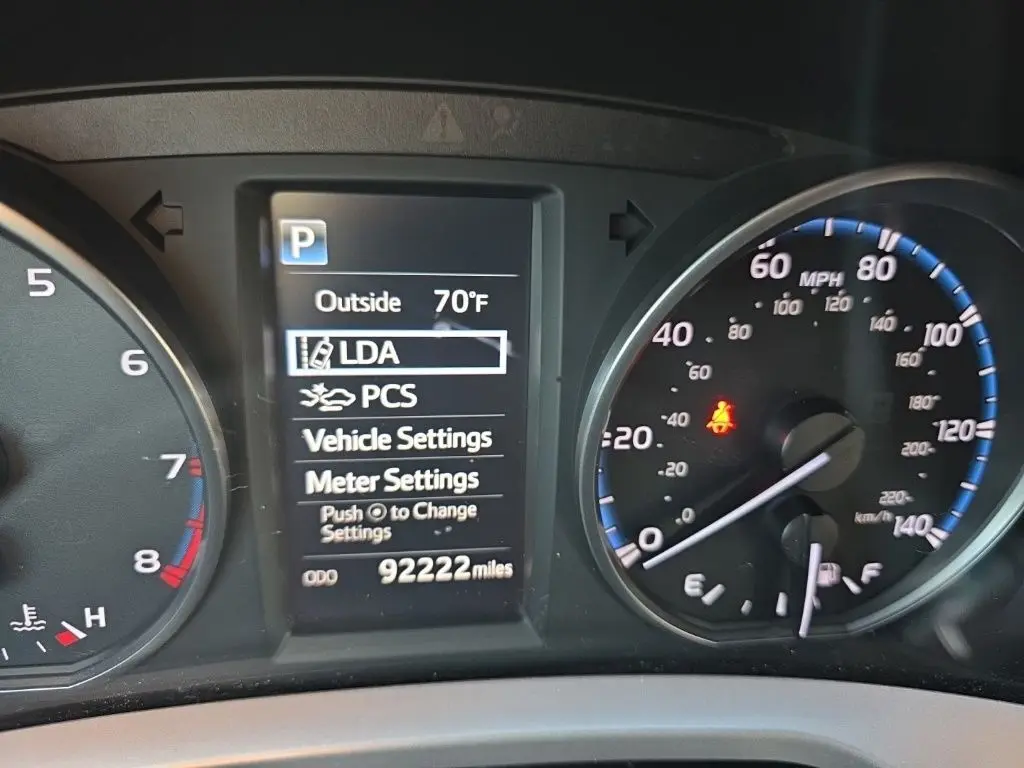 5
6
7
8
H
P
Outside 70°F
LDA
PCS
Vehicle Settings
Meter Settings
Push to Change
Settings
ODO 92222 miles
0
20
40
60
80
100
120
140
MPH
0
20
40
60
80
100
120
140
160
180
200
220
km/h
E
F